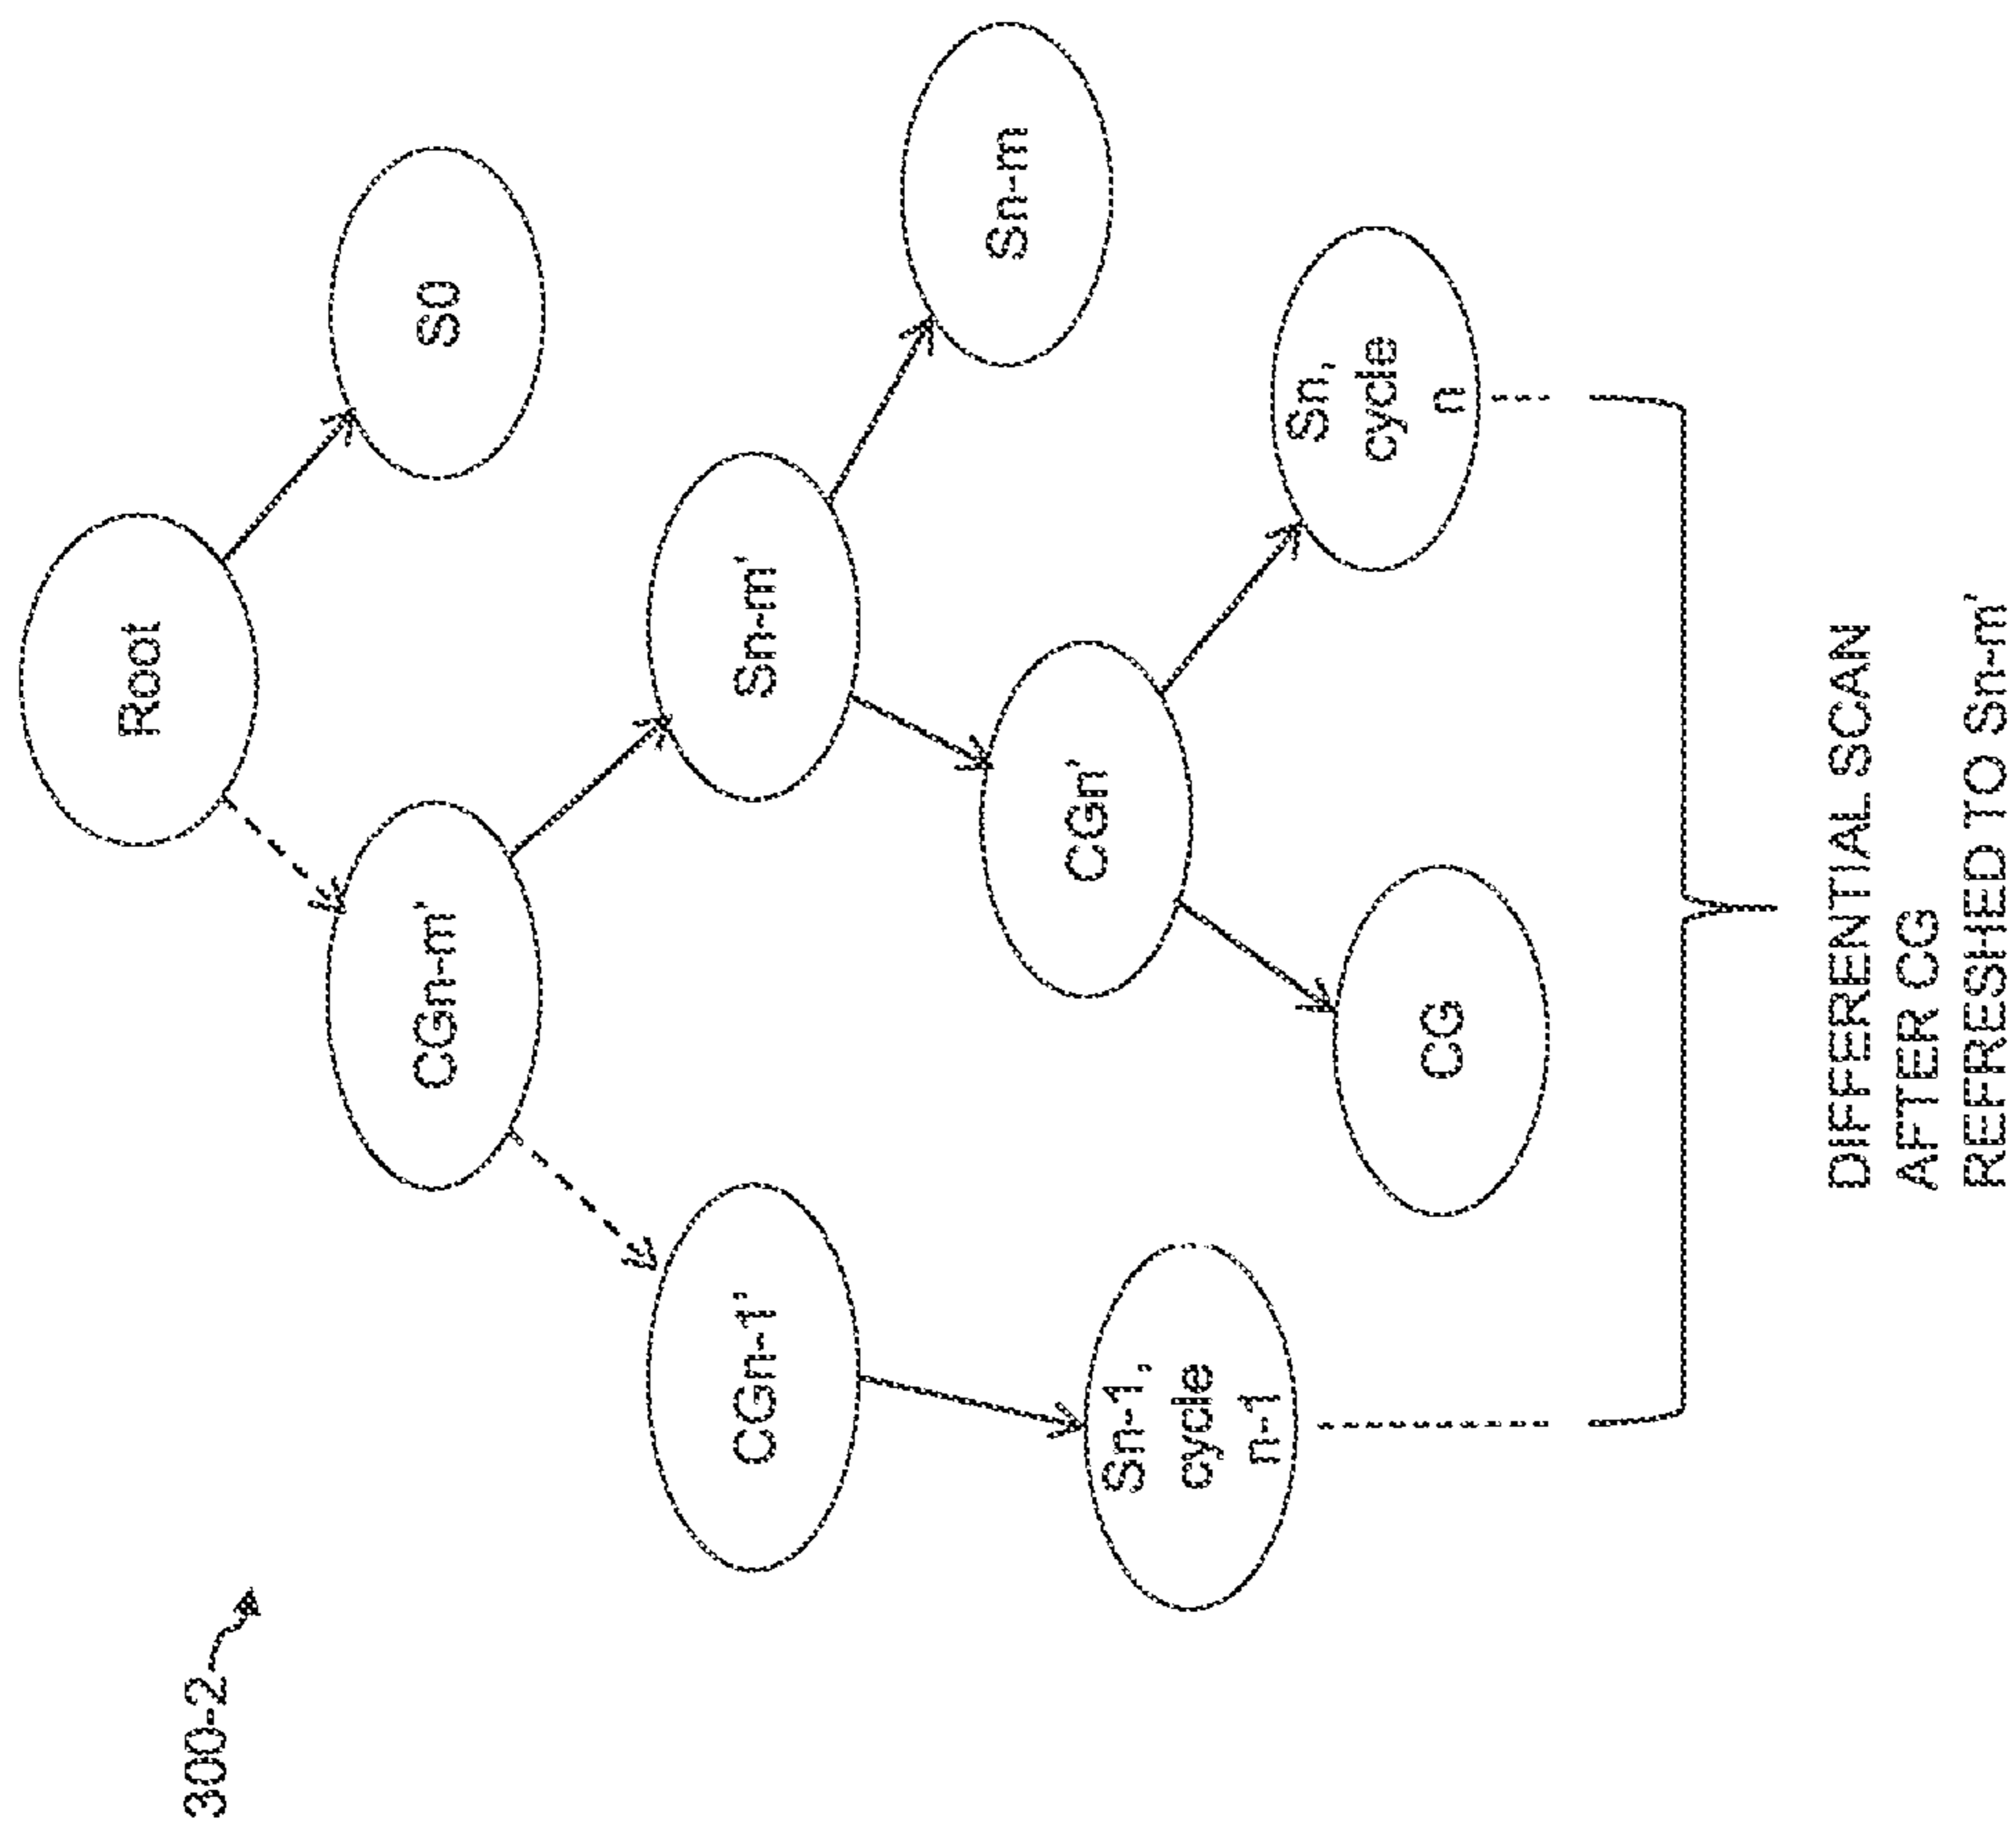 300-2
Root
S0
CGn-m'
Sn-m'
Sn-m
CGn-1'
CGn'
Sn-1,
cycle
n-1
CG
Sn,
cycle
n
DIFFERENTIAL SCAN
AFTER CG
REFRESHED TO Sn-m'